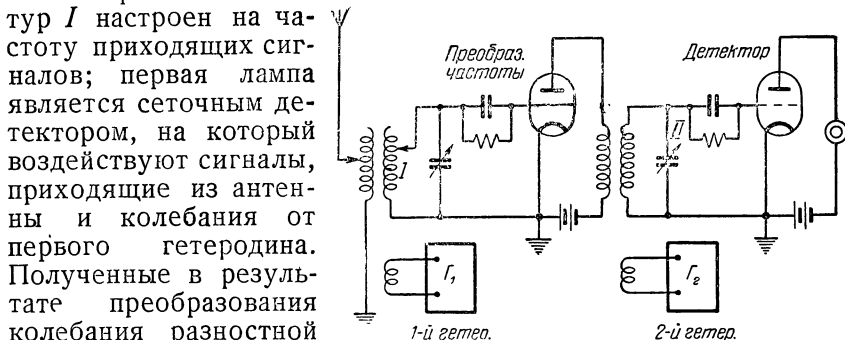 тур I настроен на ча-
стоту приходящих сиг-
налов; первая лампа
является сеточным де-
тектором, на который
воздействуют сигналы,
приходящие из антен-
ны и колебания от
первого гетеродина.
Полученные в резуль-
тате преобразования
колебания разностной
Преобраз.
частоты
Детектор
I
II
Г₁
Г₂
1-й гетер.
2-й гетер.